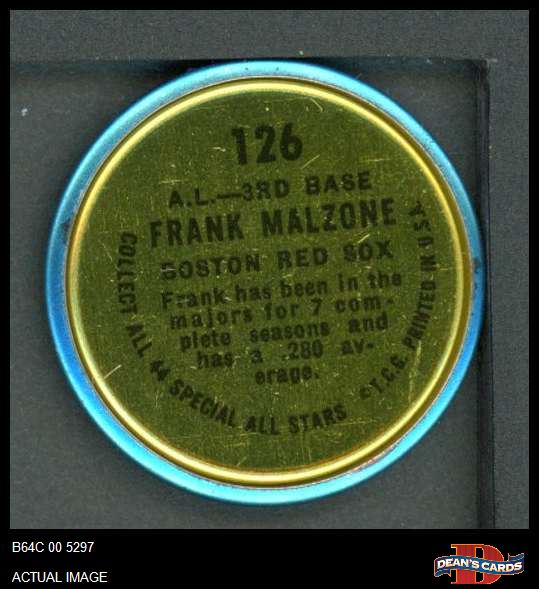 126
A.L.—3RD BASE
FRANK MALZONE
BOSTON RED SOX
Frank has been in the
majors for 7 com-
plete seasons and
has a .280 av-
erage.
COLLECT ALL 44 SPECIAL ALL STARS ©T.C.G. PRINTED IN U.S.A.
B64C 00 5297
ACTUAL IMAGE
B
DEAN'S CARDS